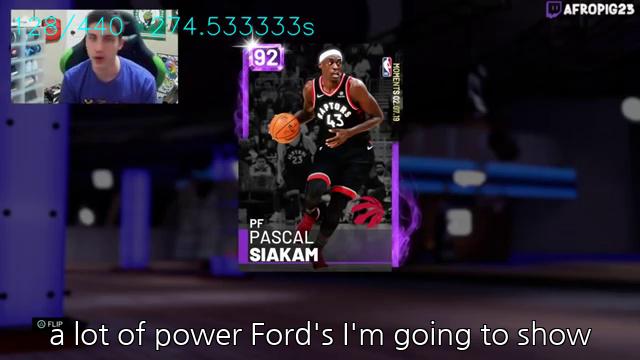 128/440 274.533333s
AFROPIG23
92
MOMENTS 02.07.19
RAPTORS
43
23
PF
PASCAL
SIAKAM
FLIP
a lot of power Ford's I'm going to show